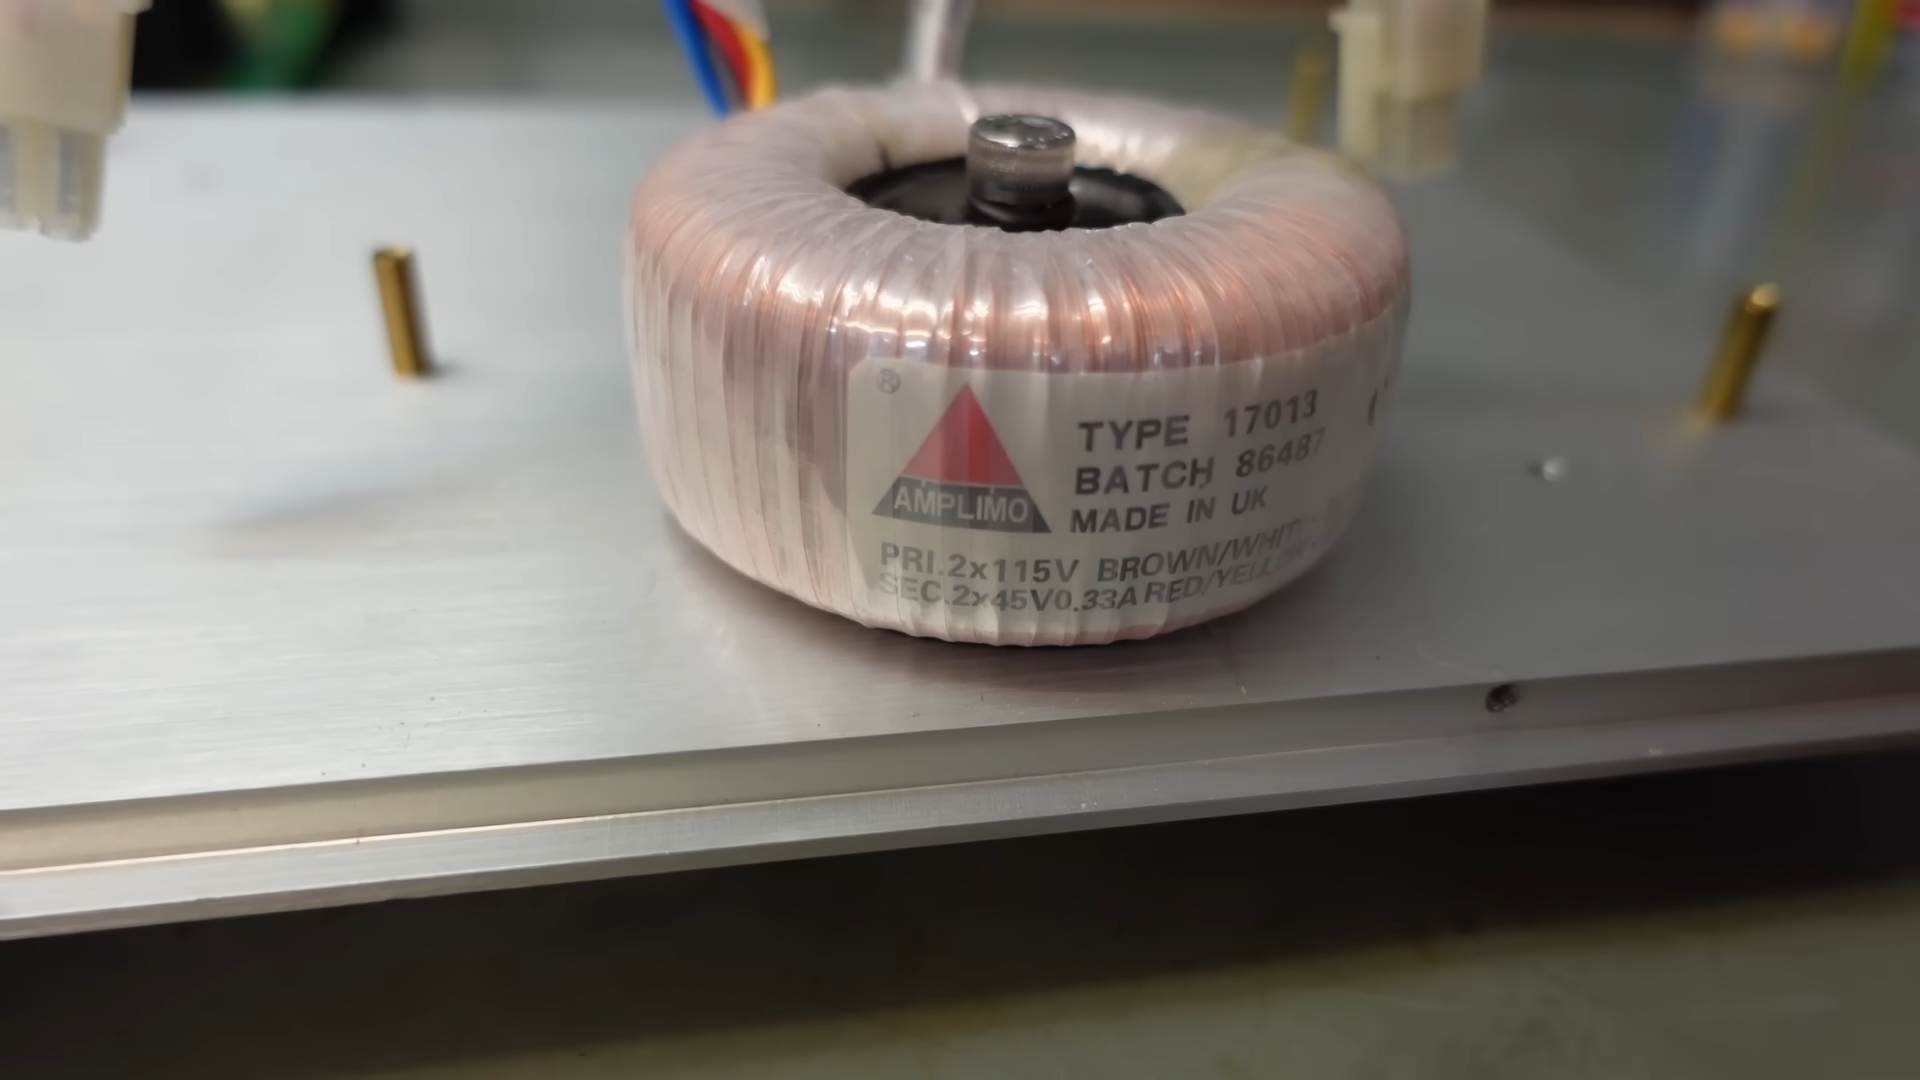 ®
AMPLIMO
TYPE 17013
BATCH 86487
MADE IN UK
PRI.2x115V BROWN/WHIT
SEC.2x45V0.33A RED/YELL